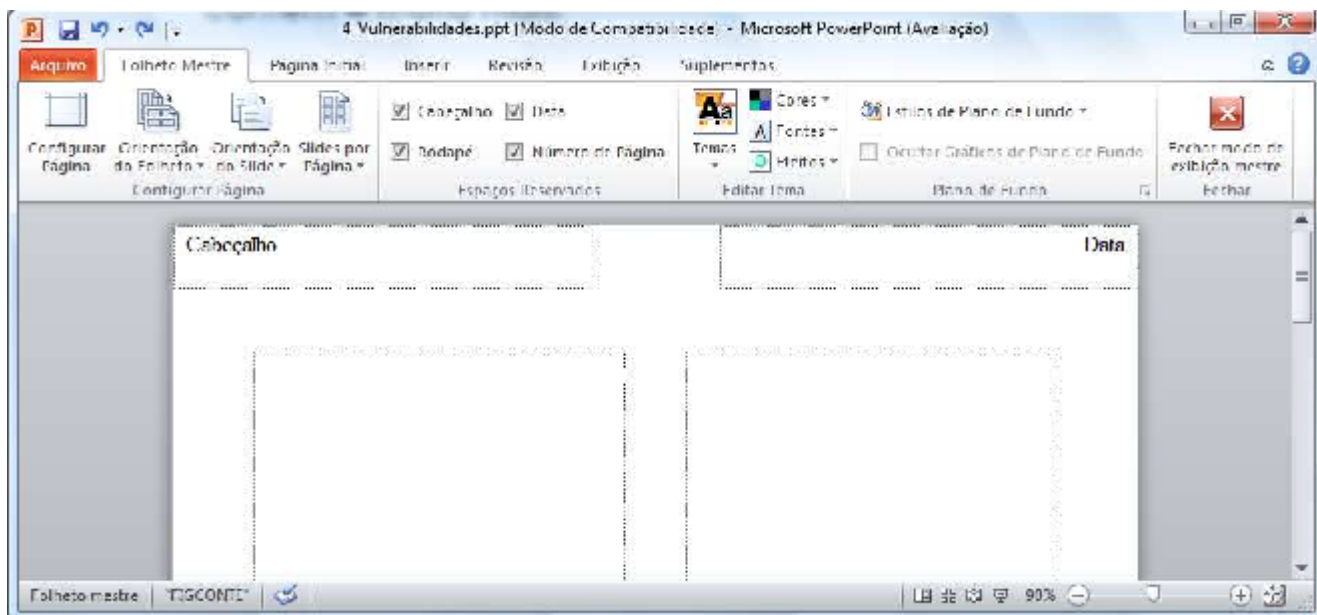 4 Vulnerabilidades.ppt [Modo de Compatibilidade] - Microsoft PowerPoint (Avaliação)
Arquivo Folheto Mestre Página Inicial Inserir Revisão Exibição Suplementos
Cabeçalho Data Cores Estilos de Plano de Fundo
Fontes
Configurar Orientação Orientação Slides por Rodapé Número de Página Temas Ocultar Gráficos de Plano de Fundo Fechar modo de
Página do Folheto do Slide Página Efeitos exibição mestre
Configurar Página Espaços Reservados Editar Tema Plano de Fundo Fechar
Cabeçalho Data
Folheto mestre 90%